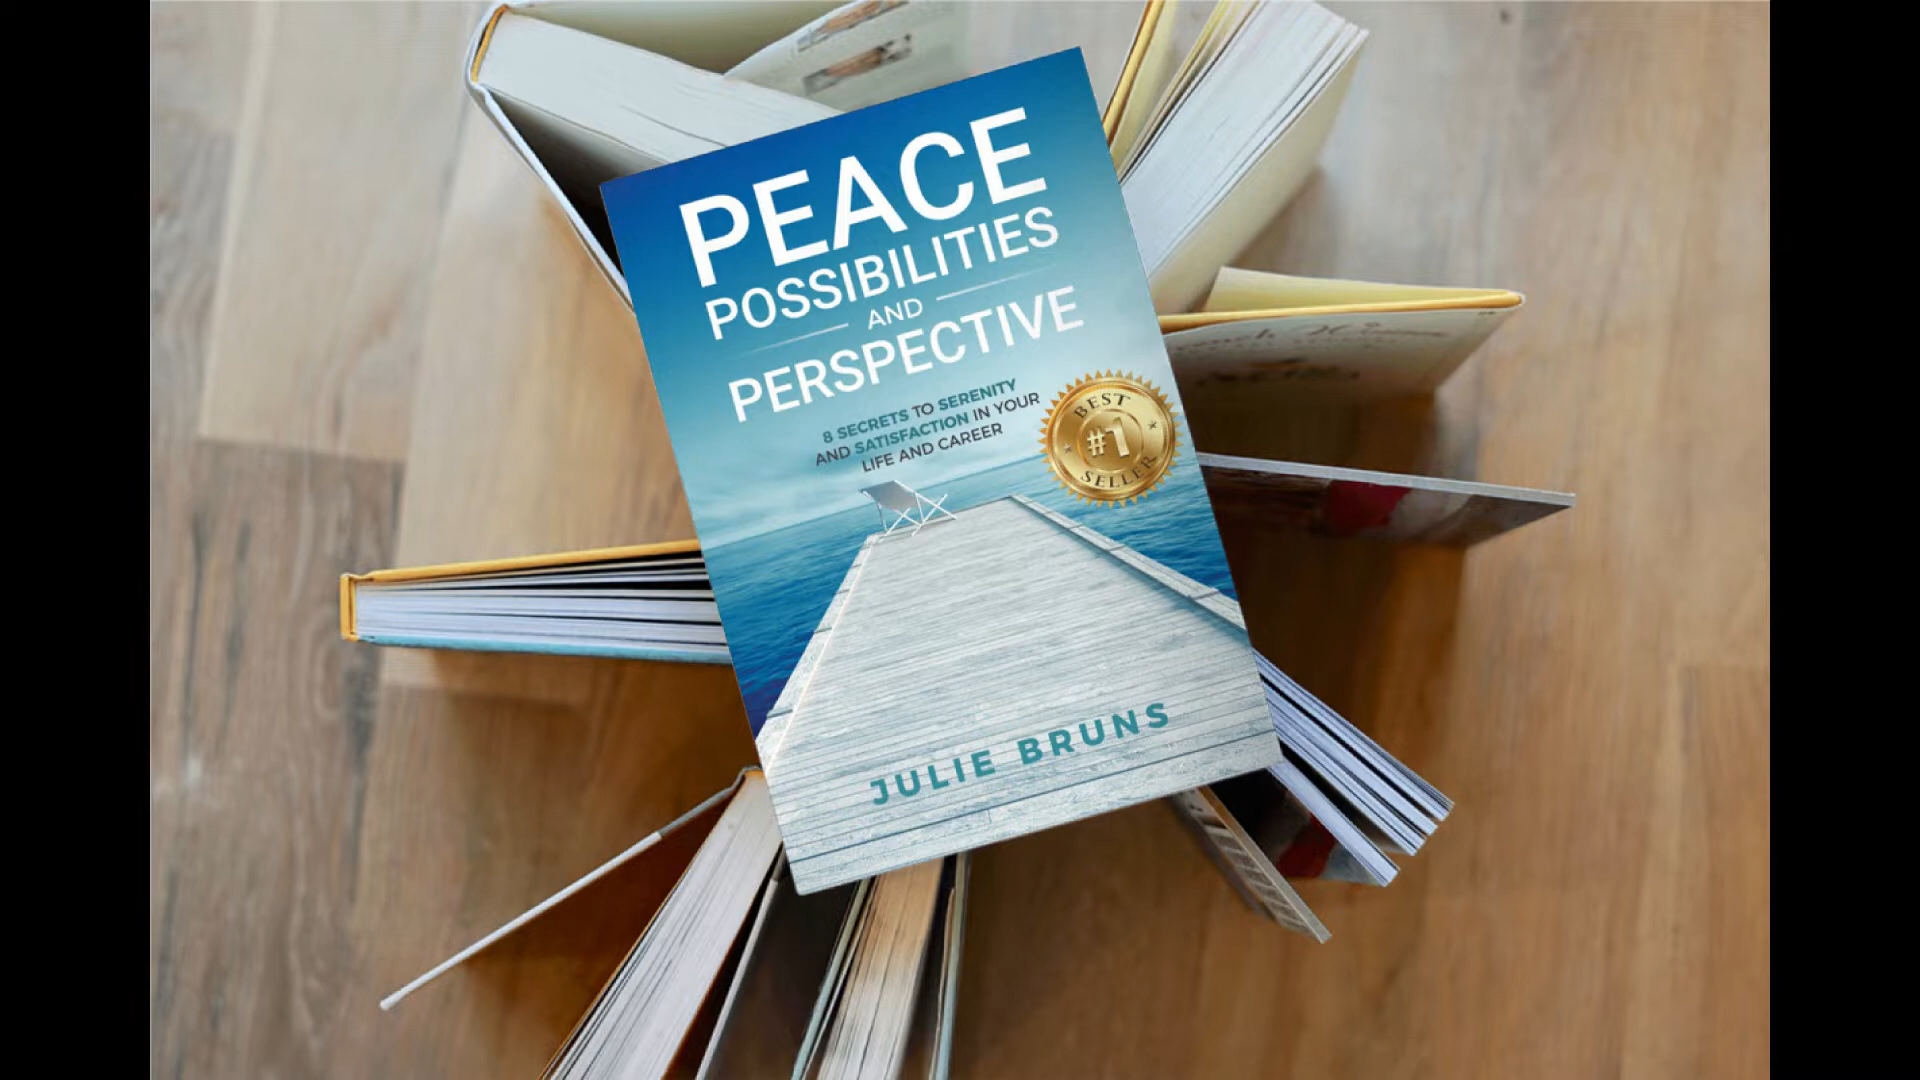 PEACE
POSSIBILITIES
AND
PERSPECTIVE
8 SECRETS TO SERENITY
AND SATISFACTION IN YOUR
LIFE AND CAREER
BEST
#1
SELLER
JULIE BRUNS